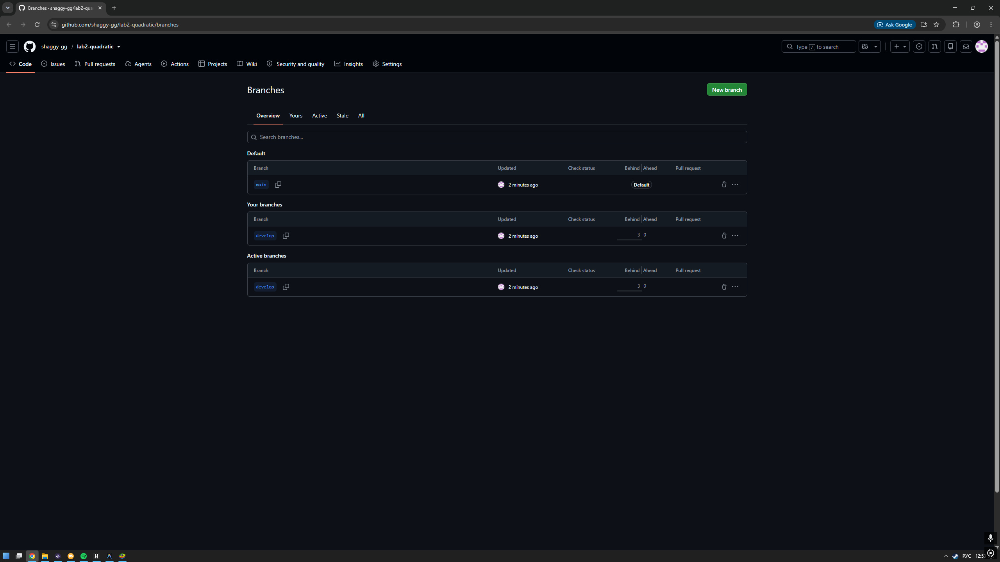 Branches · shaggy-gg/lab2-qua
github.com/shaggy-gg/lab2-quadratic/branches
Ask Google
shaggy-gg / lab2-quadratic
Type / to search
Code
Issues
Pull requests
Agents
Actions
Projects
Wiki
Security and quality
Insights
Settings
Branches
New branch
Overview
Yours
Active
Stale
All
Search branches...
Default
Branch Updated Check status Behind Ahead Pull request
main 2 minutes ago Default
Your branches
Branch Updated Check status Behind Ahead Pull request
develop 2 minutes ago 3 0
Active branches
Branch Updated Check status Behind Ahead Pull request
develop 2 minutes ago 3 0
РУС